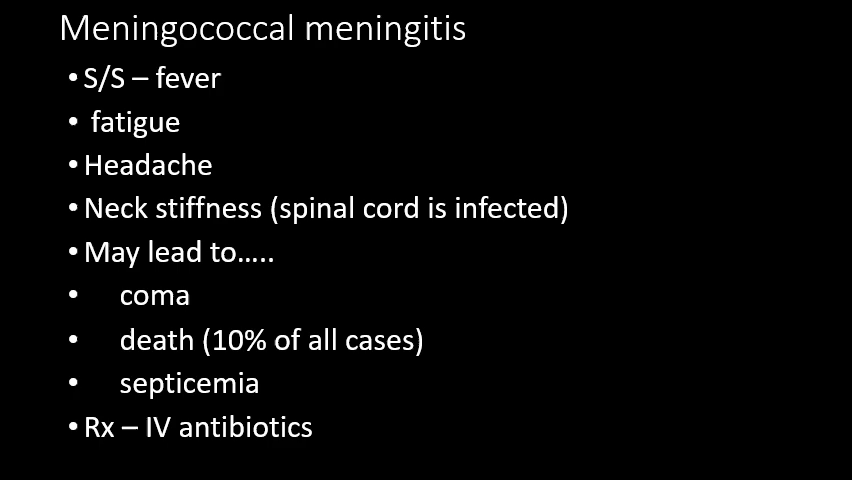 Meningococcal meningitis
• S/S – fever
• fatigue
• Headache
• Neck stiffness (spinal cord is infected)
• May lead to…..
• coma
• death (10% of all cases)
• septicemia
• Rx – IV antibiotics